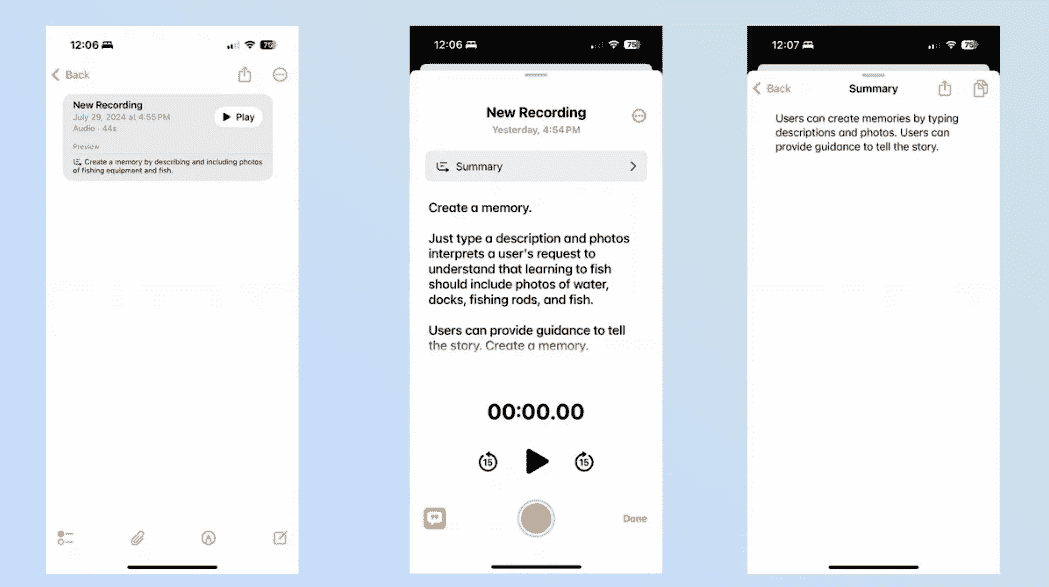 12:06
75
Back
New Recording
July 29, 2024 at 4:55 PM
Audio · 44s
Play
Preview
Create a memory by describing and including photos
of fishing equipment and fish.
12:06
75
New Recording
Yesterday, 4:54 PM
Summary
Create a memory.
Just type a description and photos
interprets a user's request to
understand that learning to fish
should include photos of water,
docks, fishing rods, and fish.
Users can provide guidance to tell
the story. Create a memory.
00:00.00
15
15
Done
12:07
75
Back
Summary
Users can create memories by typing
descriptions and photos. Users can
provide guidance to tell the story.